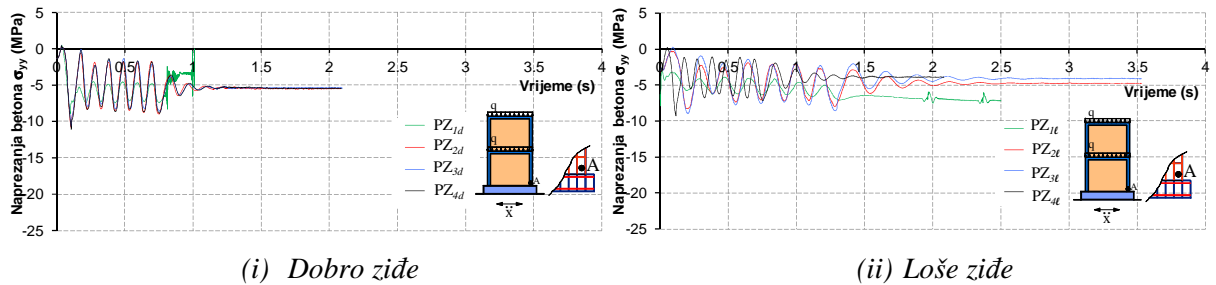 Naprezanja betona σyy (MPa)
5
0
-5
-10
-15
-20
-25
0 0.5 1 1.5 2 2.5 3 3.5 4
Vrijeme (s)
PZ1d
PZ2d
PZ3d
PZ4d
q
q
A
ẍ
A
(i) Dobro ziđe
Naprezanja betona σyy (MPa)
5
0
-5
-10
-15
-20
-25
0 0.5 1 1.5 2 2.5 3 3.5 4
Vrijeme (s)
PZ1ℓ
PZ2ℓ
PZ3ℓ
PZ4ℓ
q
q
A
ẍ
A
(ii) Loše ziđe